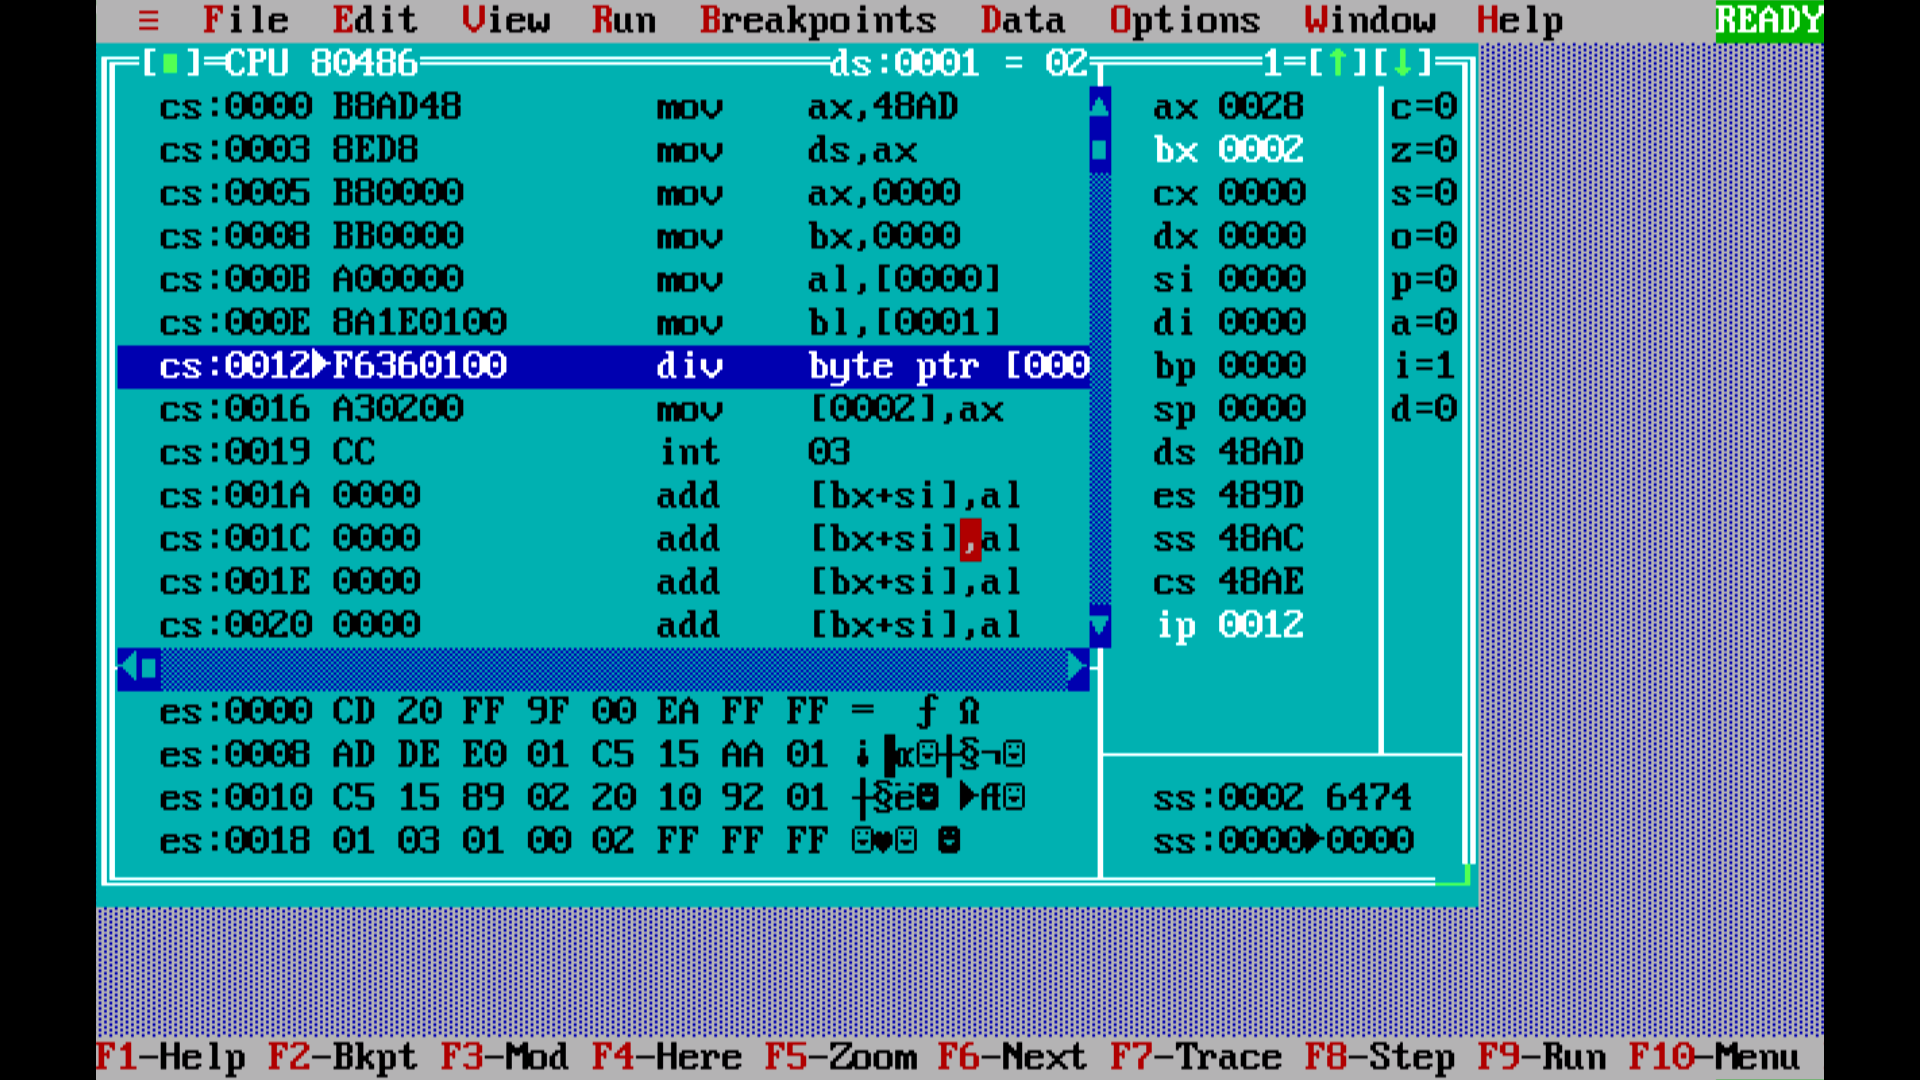 ≡ File Edit View Run Breakpoints Data Options Window Help READY
[■]=CPU 80486 ds:0001 = 02 1=[↑][↓]
cs:0000 B8AD48 mov ax,48AD ax 0028 c=0
cs:0003 8ED8 mov ds,ax bx 0002 z=0
cs:0005 B80000 mov ax,0000 cx 0000 s=0
cs:0008 BB0000 mov bx,0000 dx 0000 o=0
cs:000B A00000 mov al,[0000] si 0000 p=0
cs:000E 8A1E0100 mov bl,[0001] di 0000 a=0
cs:0012►F6360100 div byte ptr [000 bp 0000 i=1
cs:0016 A30200 mov [0002],ax sp 0000 d=0
cs:0019 CC int 03 ds 48AD
cs:001A 0000 add [bx+si],al es 489D
cs:001C 0000 add [bx+si],al ss 48AC
cs:001E 0000 add [bx+si],al cs 48AE
cs:0020 0000 add [bx+si],al ip 0012
es:0000 CD 20 FF 9F 00 EA FF FF = ƒ Ω
es:0008 AD DE E0 01 C5 15 AA 01 ¡▐α☺┼§¬☺
es:0010 C5 15 89 02 20 10 92 01 ┼§ë☻ ►Æ☺ ss:0002 6474
es:0018 01 03 01 00 02 FF FF FF ☺♥☺ ☻ ss:0000►0000
F1-Help F2-Bkpt F3-Mod F4-Here F5-Zoom F6-Next F7-Trace F8-Step F9-Run F10-Menu